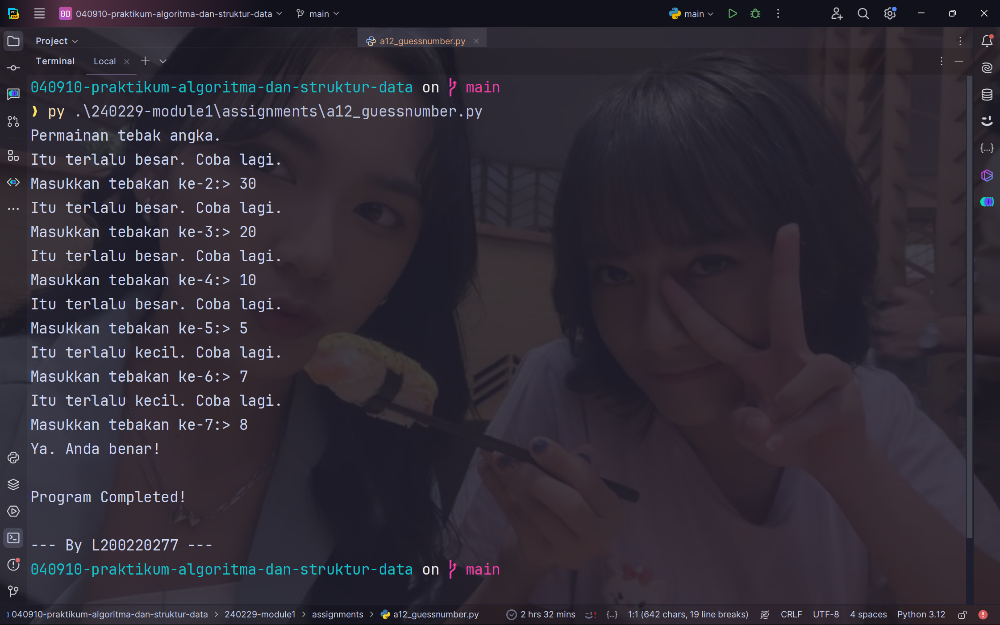 0D 040910-praktikum-algoritma-dan-struktur-data main main
Project a12_guessnumber.py
Terminal Local
040910-praktikum-algoritma-dan-struktur-data on main
❱ py .\240229-module1\assignments\a12_guessnumber.py
Permainan tebak angka.
Itu terlalu besar. Coba lagi.
Masukkan tebakan ke-2:> 30
Itu terlalu besar. Coba lagi.
Masukkan tebakan ke-3:> 20
Itu terlalu besar. Coba lagi.
Masukkan tebakan ke-4:> 10
Itu terlalu besar. Coba lagi.
Masukkan tebakan ke-5:> 5
Itu terlalu kecil. Coba lagi.
Masukkan tebakan ke-6:> 7
Itu terlalu kecil. Coba lagi.
Masukkan tebakan ke-7:> 8
Ya. Anda benar!
Program Completed!
--- By L200220277 ---
040910-praktikum-algoritma-dan-struktur-data on main
040910-praktikum-algoritma-dan-struktur-data > 240229-module1 > assignments > a12_guessnumber.py 2 hrs 32 mins {...} 1:1 (642 chars, 19 line breaks) CRLF UTF-8 4 spaces Python 3.12